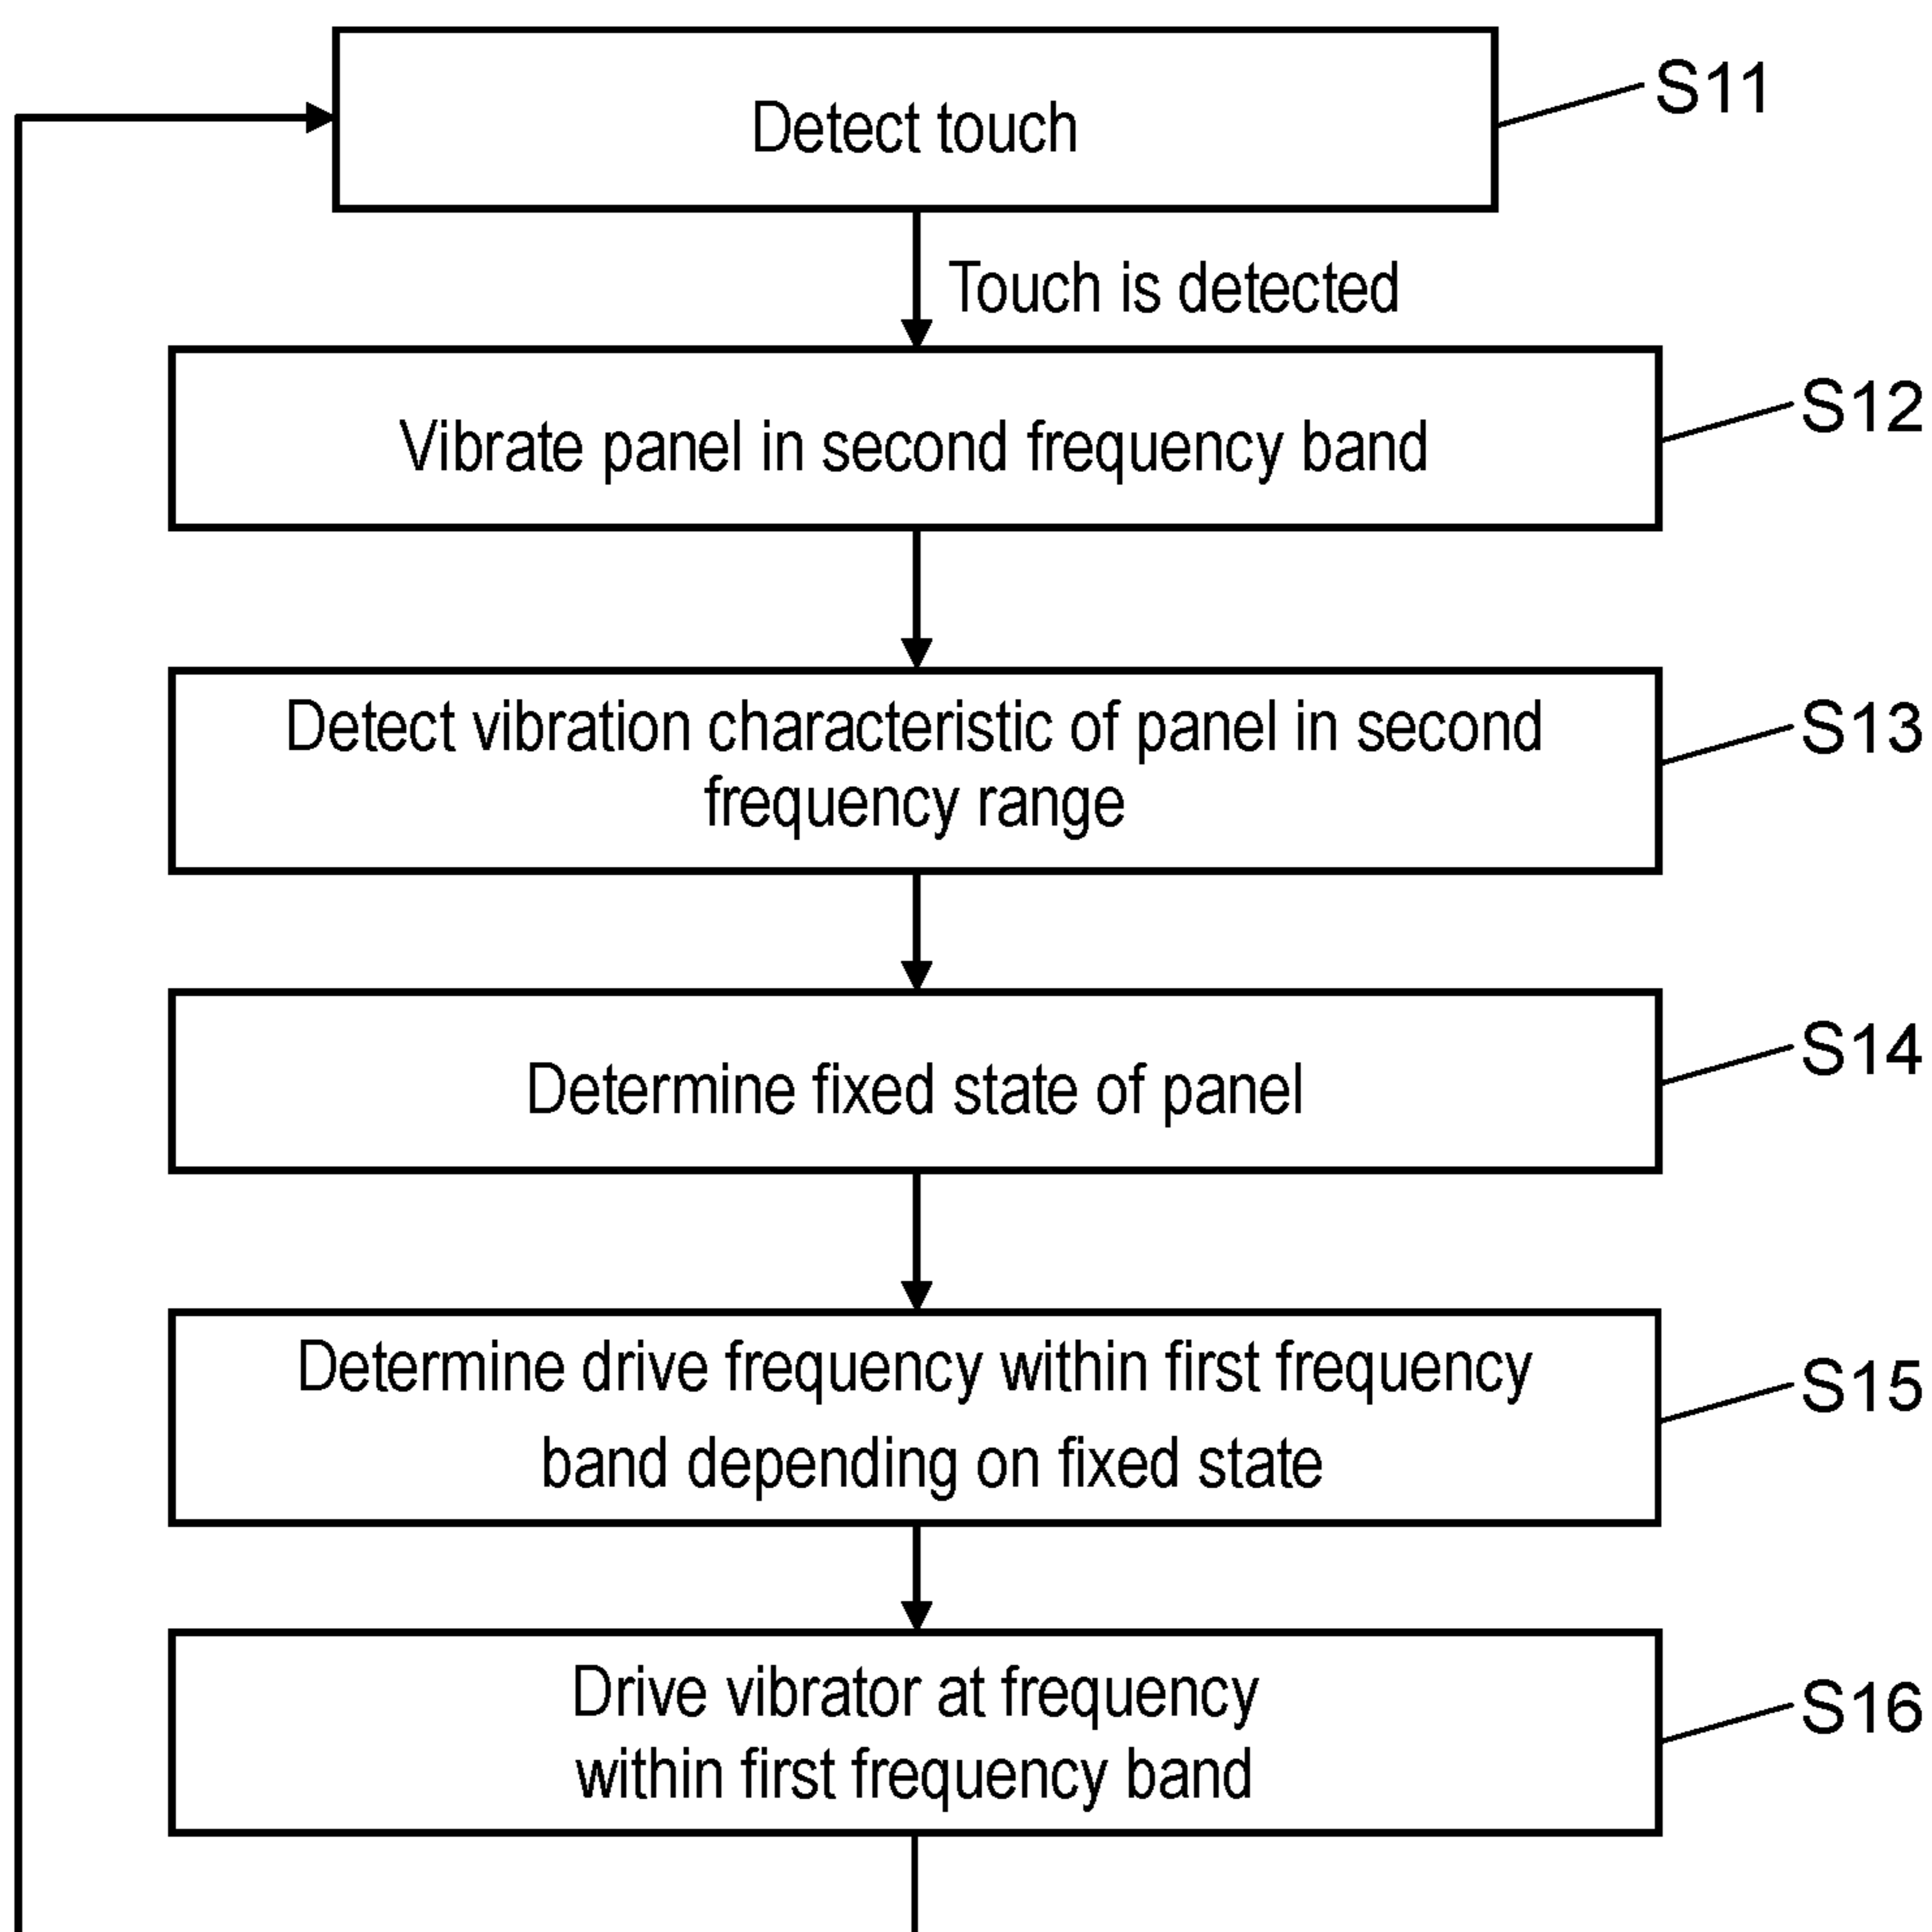 Detect touch
S11
Touch is detected
Vibrate panel in second frequency band
S12
Detect vibration characteristic of panel in second
frequency range
S13
Determine fixed state of panel
S14
Determine drive frequency within first frequency
band depending on fixed state
S15
Drive vibrator at frequency
within first frequency band
S16